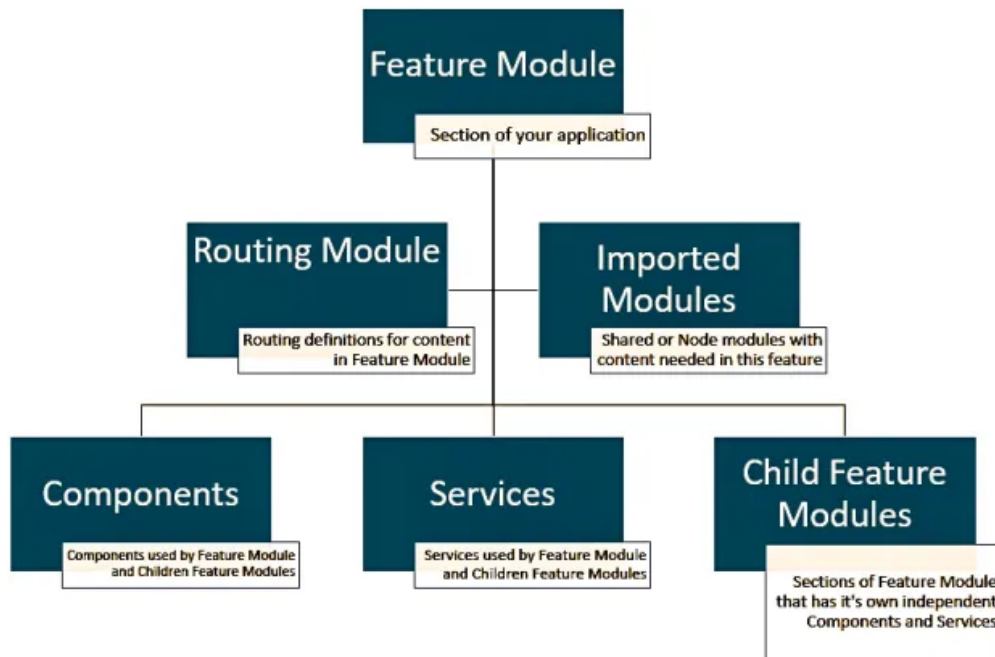 Feature Module
Section of your application
Routing Module
Routing definitions for content
in Feature Module
Imported
Modules
Shared or Node modules with
content needed in this feature
Components
Components used by Feature Module
and Children Feature Modules
Services
Services used by Feature Module
and Children Feature Modules
Child Feature
Modules
Sections of Feature Module
that has it's own independent
Components and Services